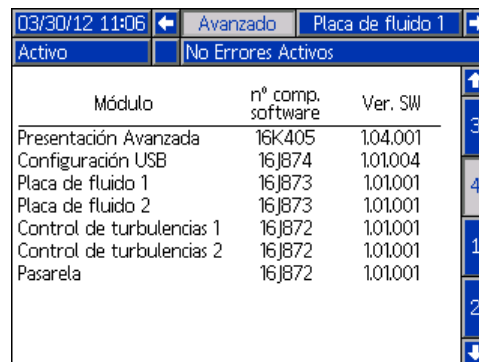 03/30/12 11:06 Avanzado Placa de fluido 1
Activo No Errores Activos
Módulo nº comp. software Ver. SW
Presentación Avanzada 16K405 1.04.001
Configuración USB 16J874 1.01.004
Placa de fluido 1 16J873 1.01.001
Placa de fluido 2 16J873 1.01.001
Control de turbulencias 1 16J872 1.01.001
Control de turbulencias 2 16J872 1.01.001
Pasarela 16J872 1.01.001
3
4
1
2